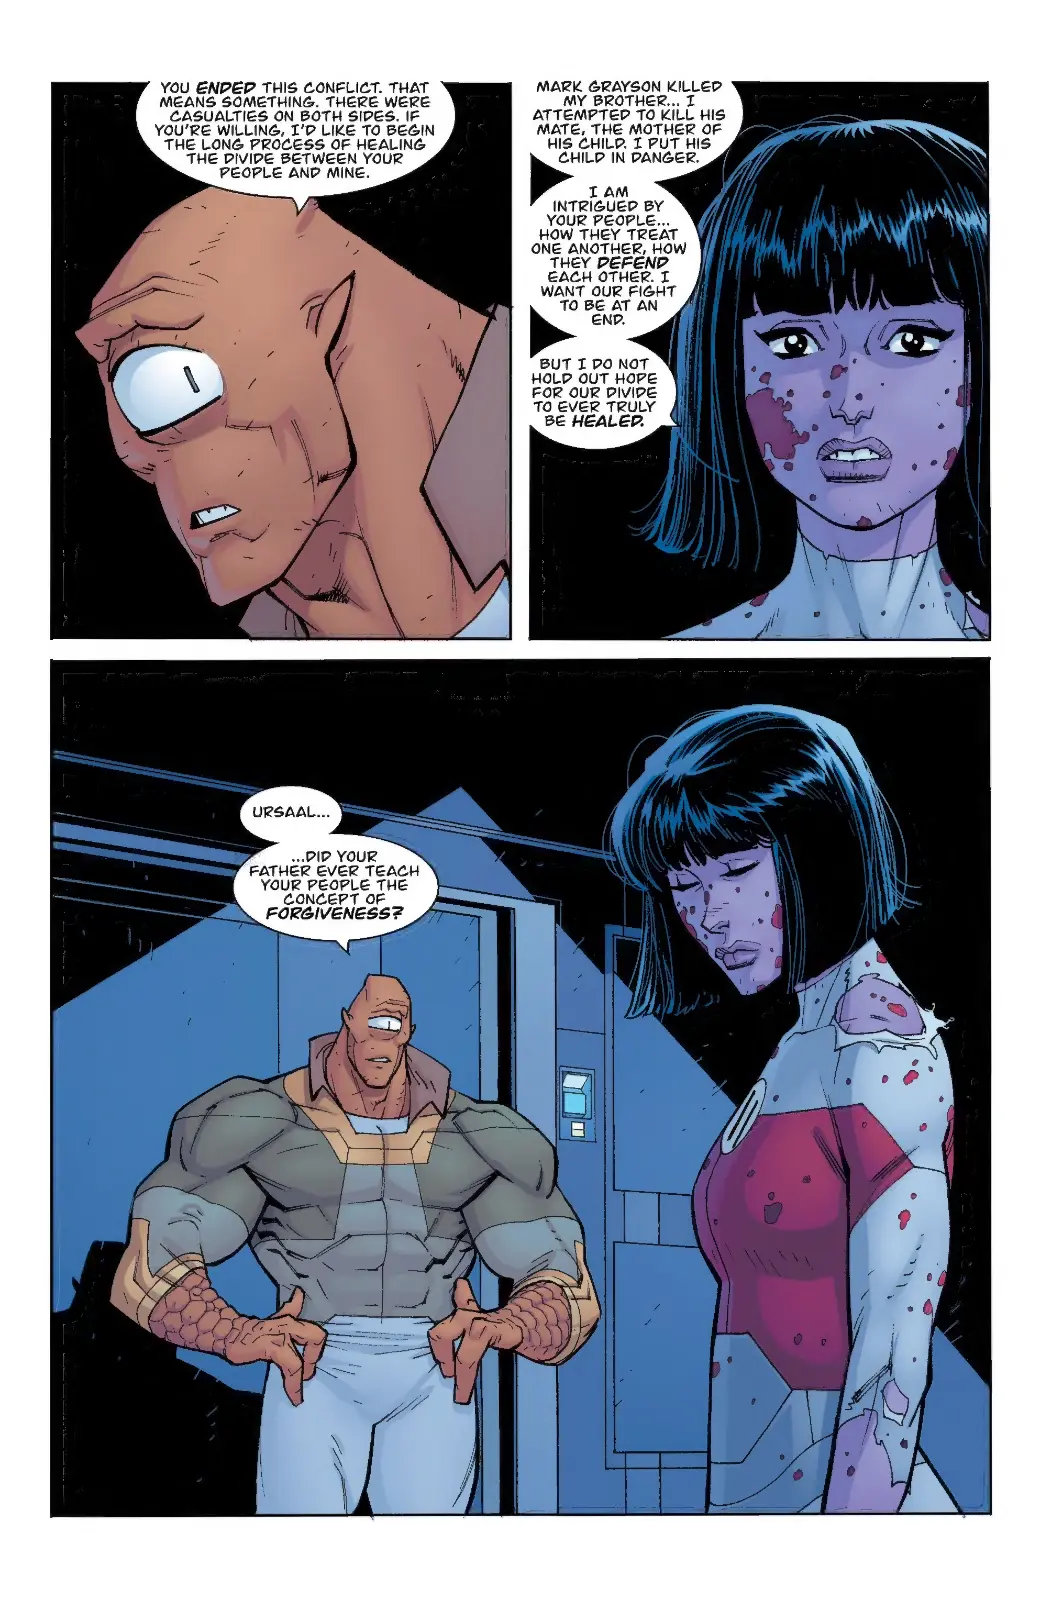 YOU ENDED THIS CONFLICT. THAT
MEANS SOMETHING. THERE WERE
CASUALTIES ON BOTH SIDES. IF
YOU'RE WILLING, I'D LIKE TO BEGIN
THE LONG PROCESS OF HEALING
THE DIVIDE BETWEEN YOUR
PEOPLE AND MINE.
MARK GRAYSON KILLED
MY BROTHER... I
ATTEMPTED TO KILL HIS
MATE, THE MOTHER OF
HIS CHILD. I PUT HIS
CHILD IN DANGER.
I AM
INTRIGUED BY
YOUR PEOPLE...
HOW THEY TREAT
ONE ANOTHER, HOW
THEY DEFEND
EACH OTHER. I
WANT OUR FIGHT
TO BE AT AN
END.
BUT I DO NOT
HOLD OUT HOPE
FOR OUR DIVIDE
TO EVER TRULY
BE HEALED.
URSAAL...
...DID YOUR
FATHER EVER TEACH
YOUR PEOPLE THE
CONCEPT OF
FORGIVENESS?